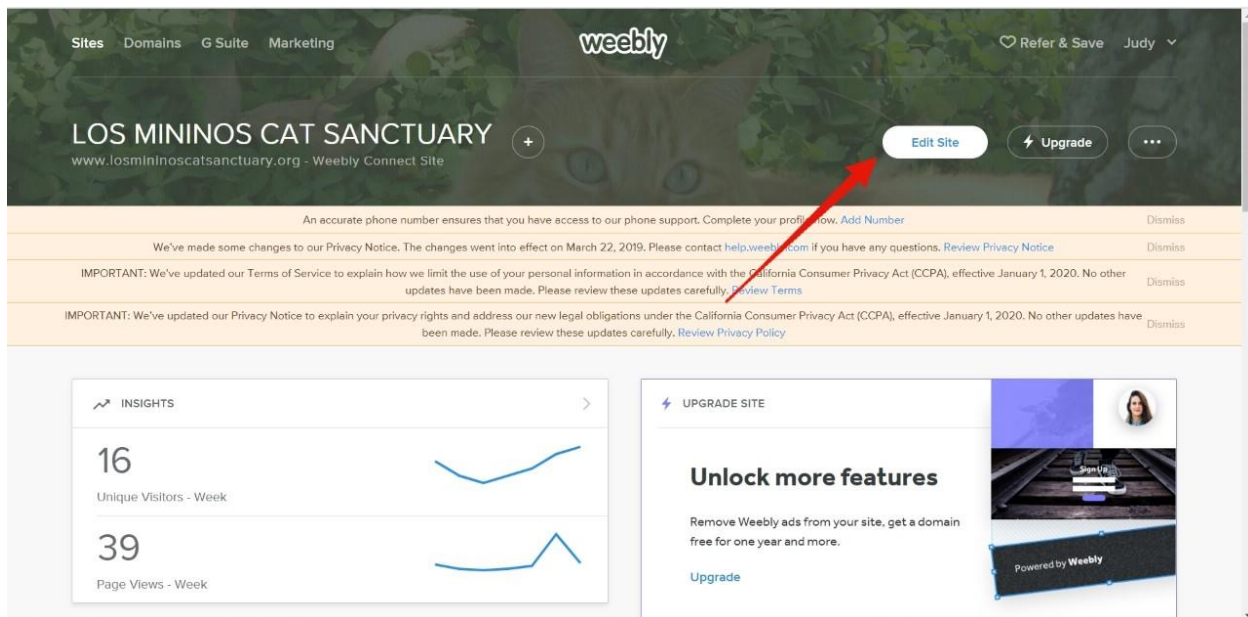 Sites Domains G Suite Marketing weebly Refer & Save Judy
LOS MININOS CAT SANCTUARY +
www.losmininoscatsanctuary.org - Weebly Connect Site
Edit Site Upgrade ...
An accurate phone number ensures that you have access to our phone support. Complete your profile now. Add Number Dismiss
We've made some changes to our Privacy Notice. The changes went into effect on March 22, 2019. Please contact help.weebly.com if you have any questions. Review Privacy Notice Dismiss
IMPORTANT: We've updated our Terms of Service to explain how we limit the use of your personal information in accordance with the California Consumer Privacy Act (CCPA), effective January 1, 2020. No other
updates have been made. Please review these updates carefully. Review Terms Dismiss
IMPORTANT: We've updated our Privacy Notice to explain your privacy rights and address our new legal obligations under the California Consumer Privacy Act (CCPA), effective January 1, 2020. No other updates have
been made. Please review these updates carefully. Review Privacy Policy Dismiss
INSIGHTS
16
Unique Visitors - Week
39
Page Views - Week
UPGRADE SITE
Unlock more features
Remove Weebly ads from your site, get a domain
free for one year and more.
Upgrade
Sign Up
Powered by Weebly